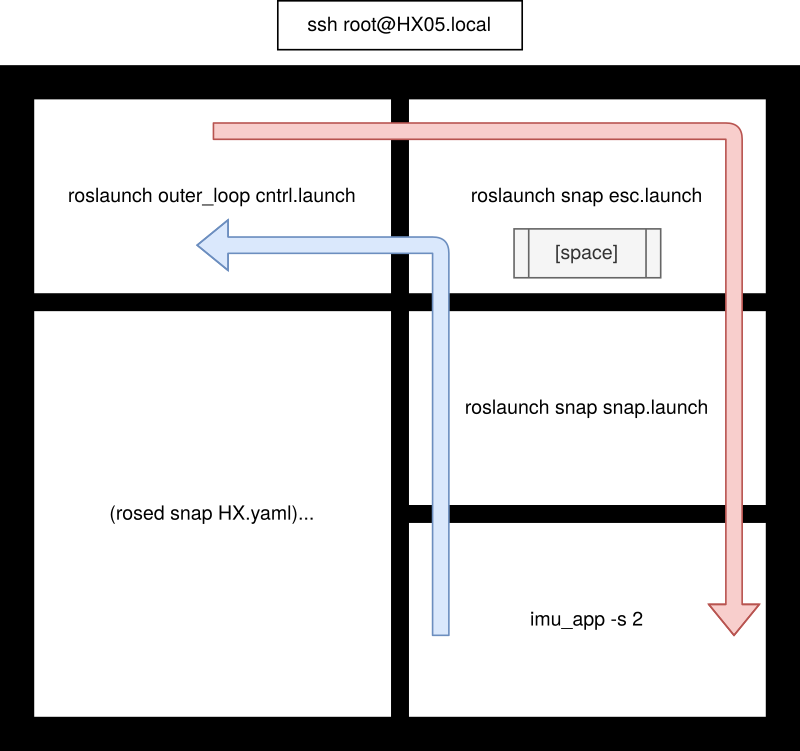 ssh root@HX05.local
roslaunch outer_loop cntrl.launch
roslaunch snap esc.launch
[space]
roslaunch snap snap.launch
(rosed snap HX.yaml)...
imu_app -s 2